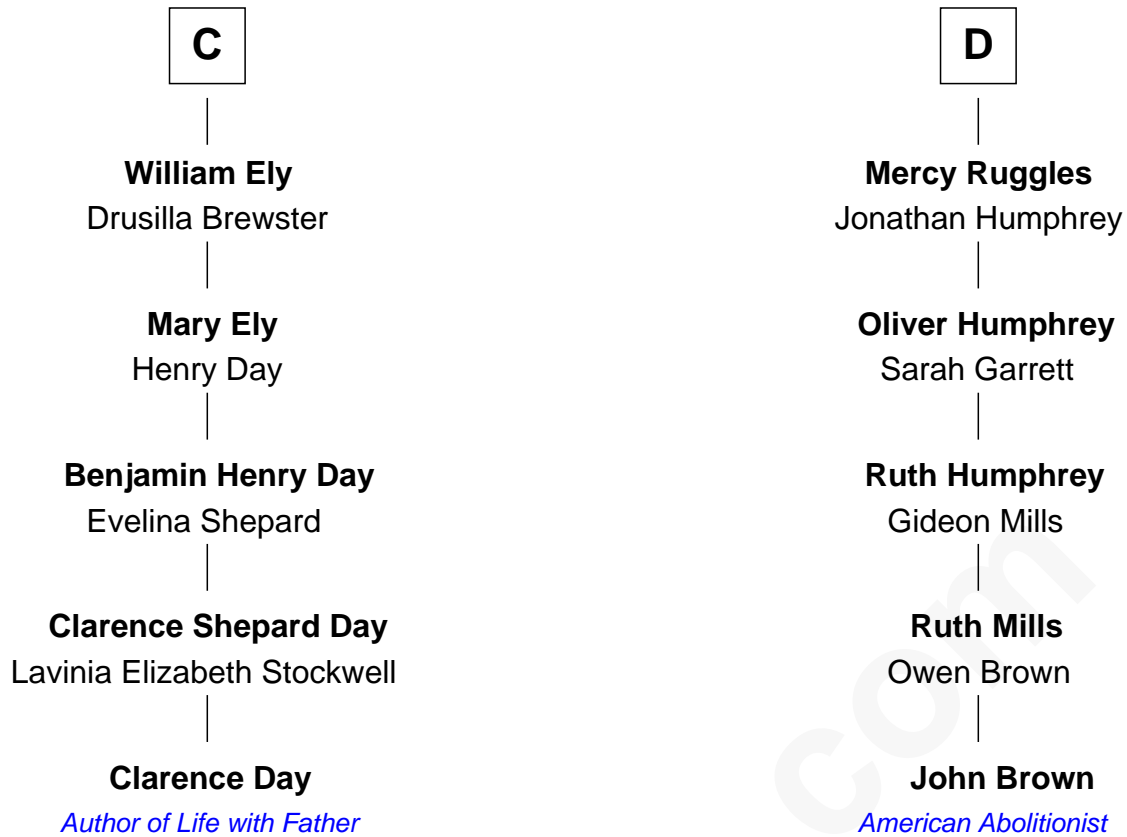 C
William Ely
Drusilla Brewster
Mary Ely
Henry Day
Benjamin Henry Day
Evelina Shepard
Clarence Shepard Day
Lavinia Elizabeth Stockwell
Clarence Day
Author of Life with Father
D
Mercy Ruggles
Jonathan Humphrey
Oliver Humphrey
Sarah Garrett
Ruth Humphrey
Gideon Mills
Ruth Mills
Owen Brown
John Brown
American Abolitionist
com